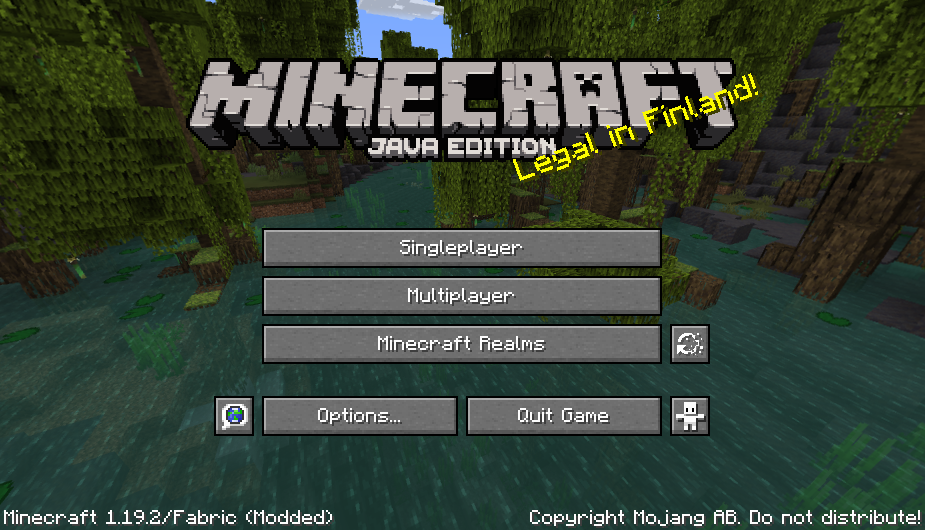 MINECRAFT
JAVA EDITION
Legal in Finland!
Singleplayer
Multiplayer
Minecraft Realms
Options...
Quit Game
Minecraft 1.19.2/Fabric (Modded)
Copyright Mojang AB. Do not distribute!